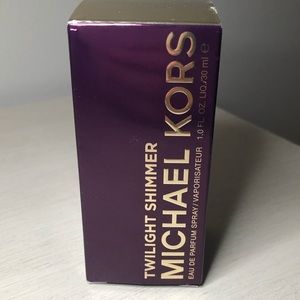 TWILIGHT SHIMMER
MICHAEL KORS
EAU DE PARFUM SPRAY / VAPORISATEUR 1.0 FL. OZ. LIQ./30 ml ℮